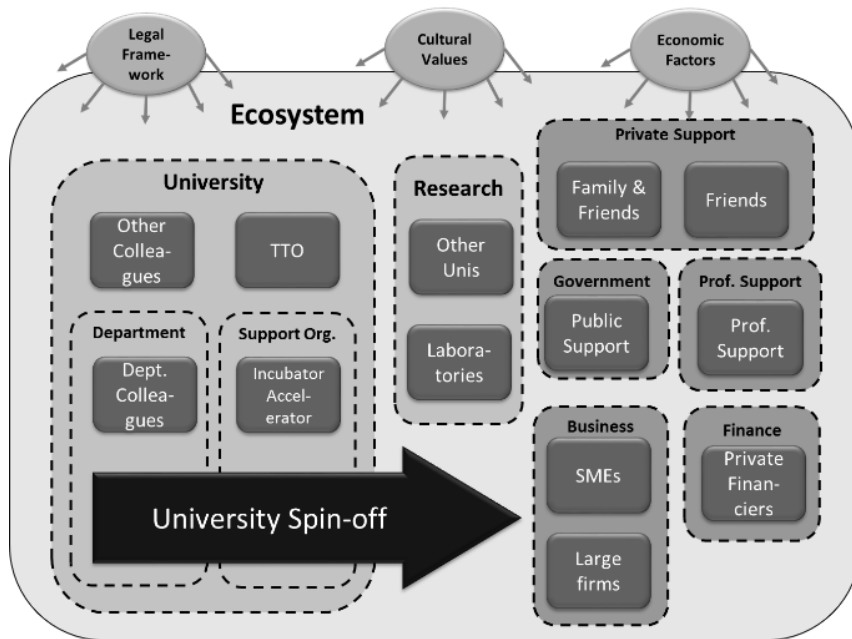 Legal
Frame-
work
Cultural
Values
Economic
Factors
Ecosystem
University
Other
Collea-
gues
TTO
Department
Dept.
Collea-
gues
Support Org.
Incubator
Accel-
erator
Research
Other
Unis
Labora-
tories
Private Support
Family &
Friends
Friends
Government
Public
Support
Prof. Support
Prof.
Support
Business
SMEs
Large
firms
Finance
Private
Finan-
ciers
University Spin-off